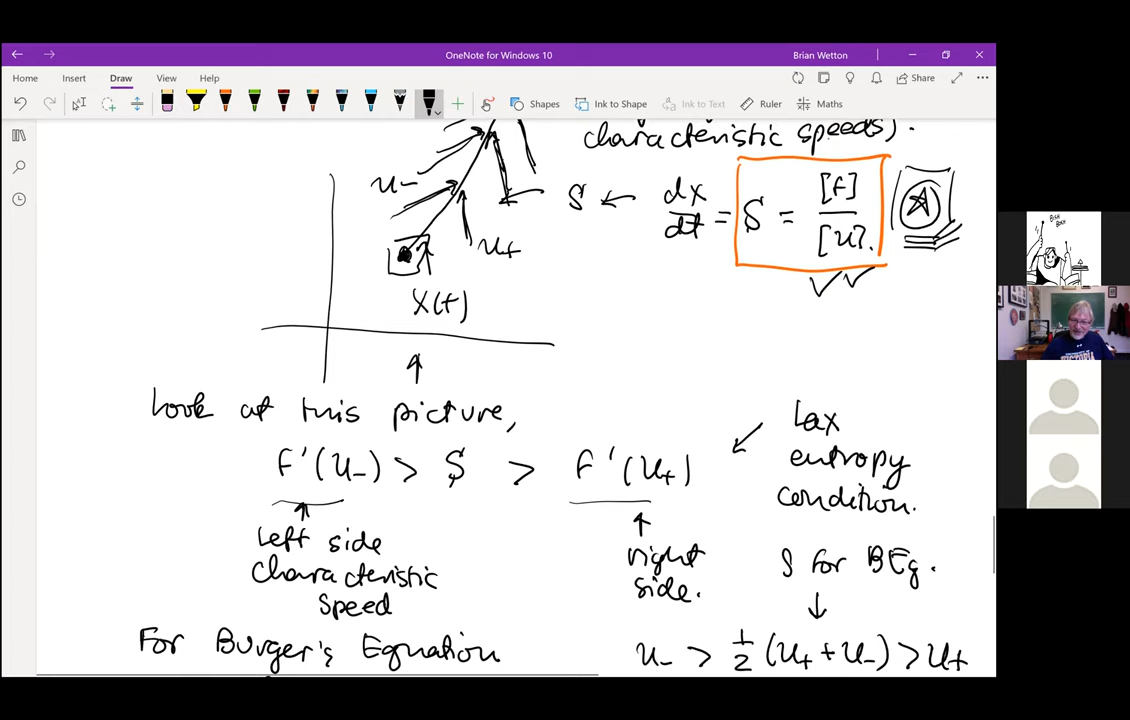 OneNote for Windows 10
Brian Wetton
Home Insert Draw View Help
Share
Shapes
Ink to Shape
Ink to Text
Ruler
Maths
characteristic speeds).
u-
S ← dx/dt = S = [f]/[u].
u+
x(t)
Look at this picture,
f'(u-) > S > f'(u+)
Lax
entropy
condition.
left side
characteristic
speed
right
side.
S for BEq.
For Burger's Equation
u- > 1/2 (u+ + u-) > u+